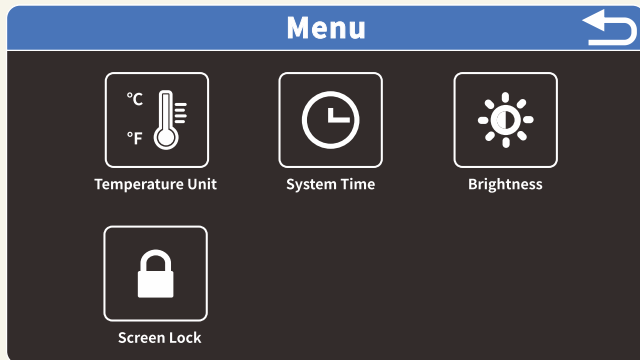 Menu
°C
°F
Temperature Unit
System Time
Brightness
Screen Lock